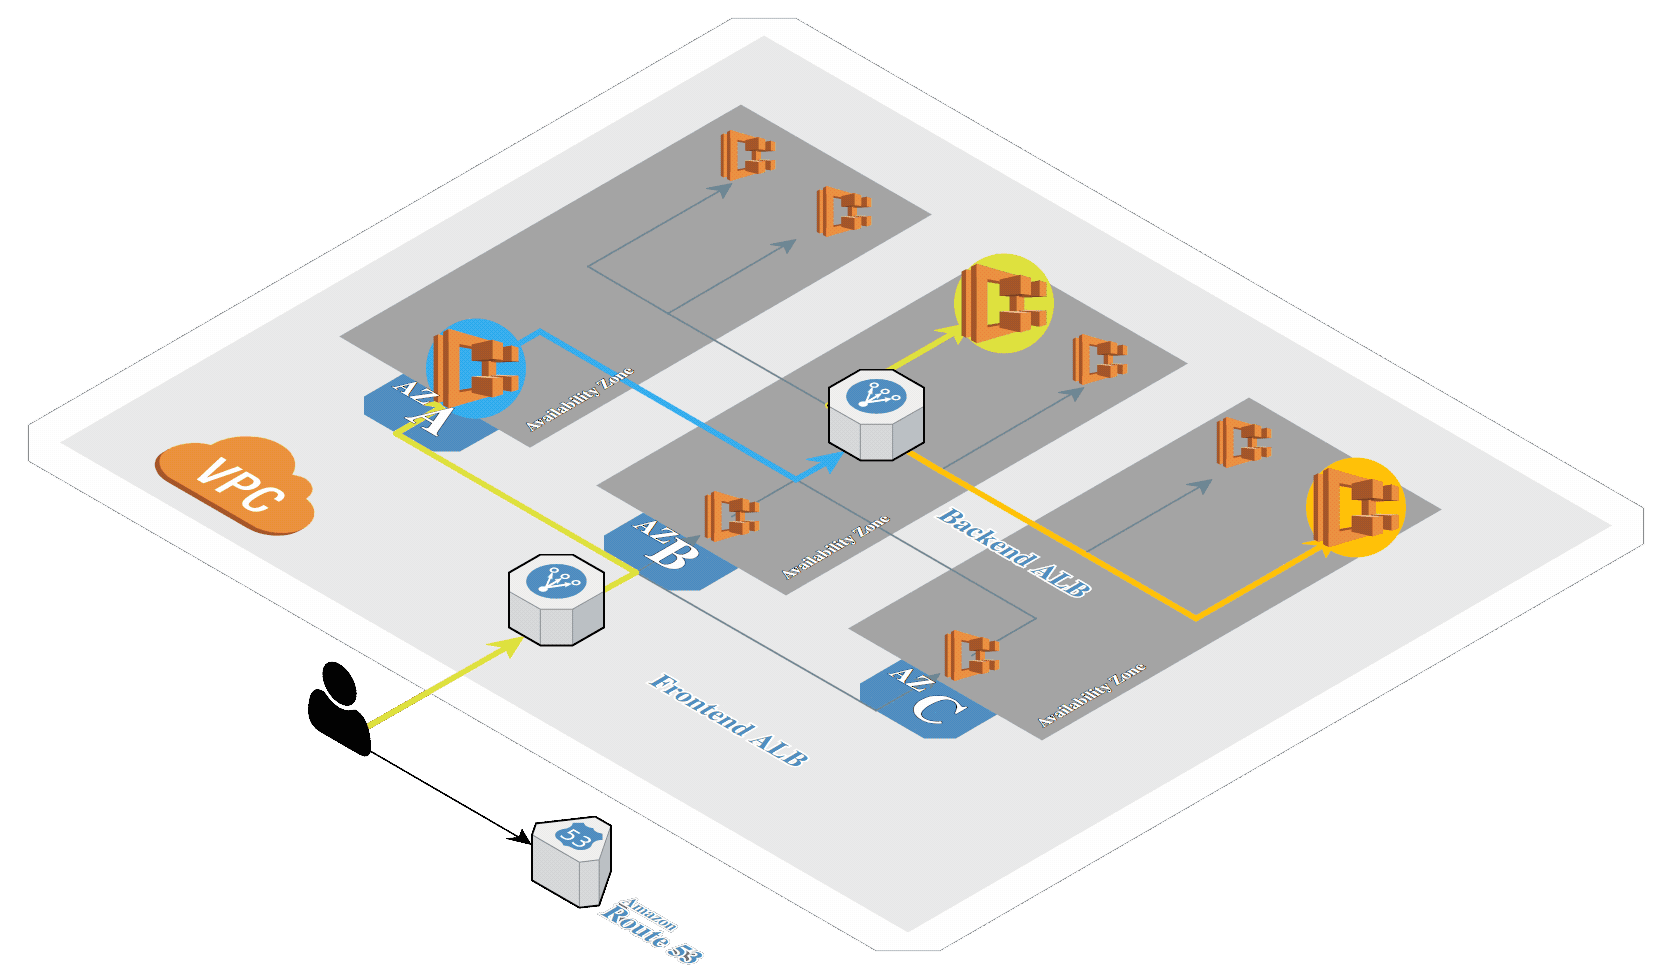 Availability Zone
AZ
A
VPC
Availability Zone
AZ
B
Backend ALB
Availability Zone
AZ
C
Frontend ALB
53
Amazon
Route 53